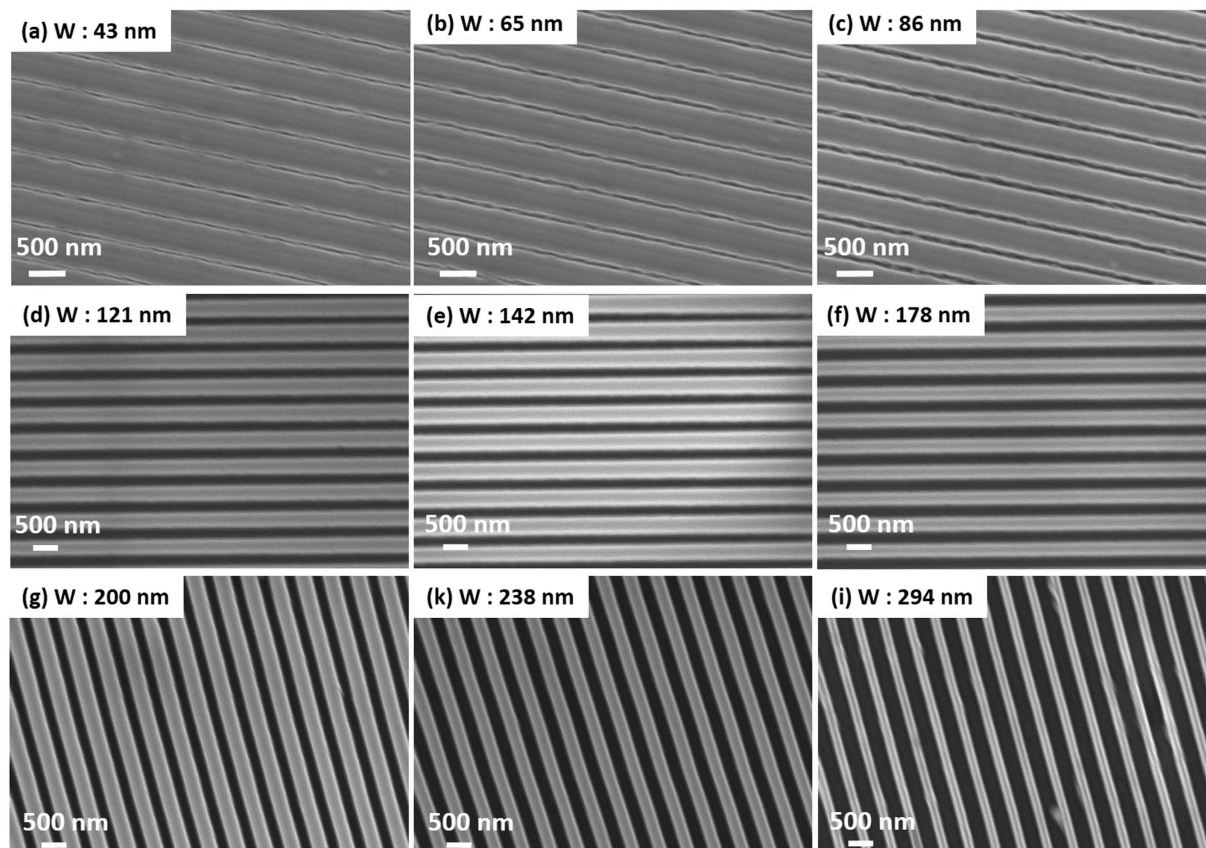 (a) W : 43 nm
(b) W : 65 nm
(c) W : 86 nm
500 nm
500 nm
500 nm
(d) W : 121 nm
(e) W : 142 nm
(f) W : 178 nm
500 nm
500 nm
500 nm
(g) W : 200 nm
(k) W : 238 nm
(i) W : 294 nm
500 nm
500 nm
500 nm